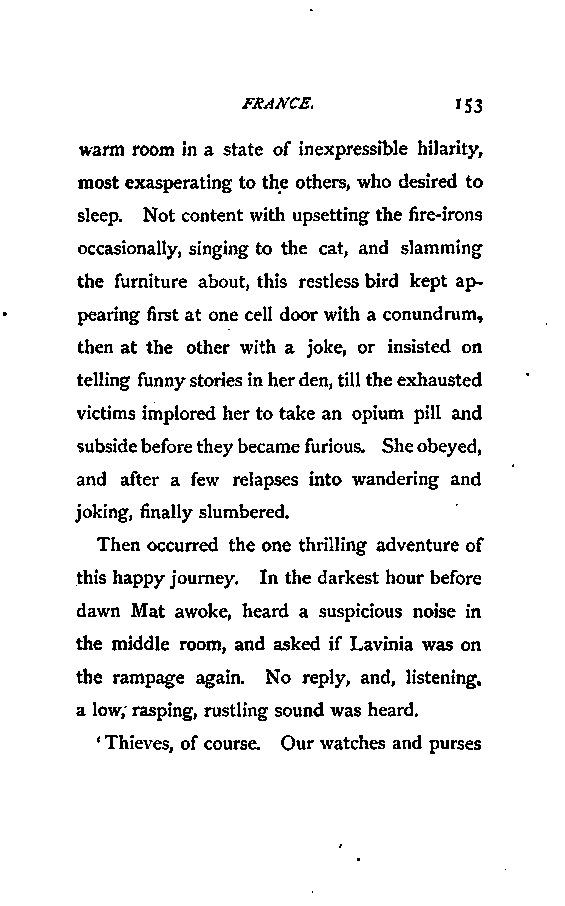 FRANCE. 153
warm room in a state of inexpressible hilarity,
most exasperating to the others, who desired to
sleep. Not content with upsetting the fire-irons
occasionally, singing to the cat, and slamming
the furniture about, this restless bird kept ap-
pearing first at one cell door with a conundrum,
then at the other with a joke, or insisted on
telling funny stories in her den, till the exhausted
victims implored her to take an opium pill and
subside before they became furious. She obeyed,
and after a few relapses into wandering and
joking, finally slumbered.
Then occurred the one thrilling adventure of
this happy journey. In the darkest hour before
dawn Mat awoke, heard a suspicious noise in
the middle room, and asked if Lavinia was on
the rampage again. No reply, and, listening,
a low, rasping, rustling sound was heard.
‘Thieves, of course. Our watches and purses